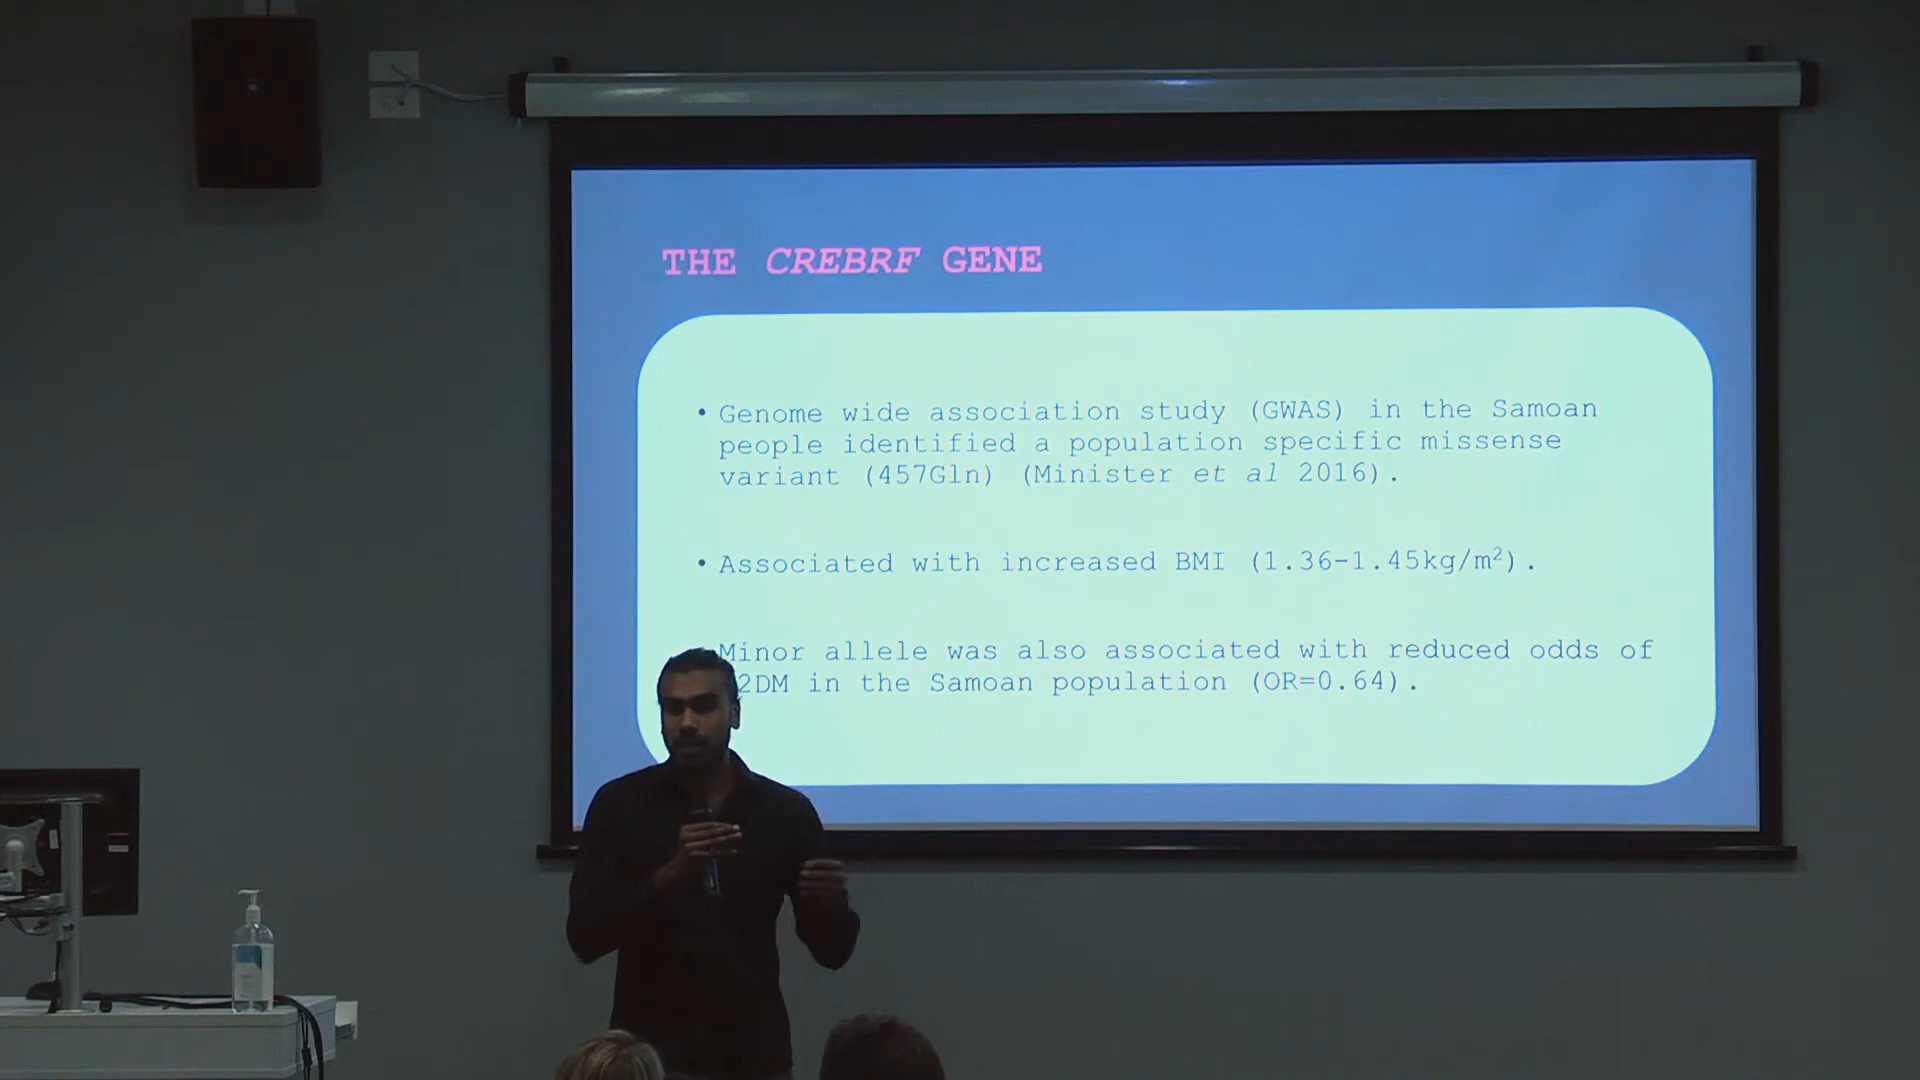 THE CREBRF GENE
• Genome wide association study (GWAS) in the Samoan
people identified a population specific missense
variant (457Gln) (Minister et al 2016).
• Associated with increased BMI (1.36-1.45kg/m²).
Minor allele was also associated with reduced odds of
2DM in the Samoan population (OR=0.64).